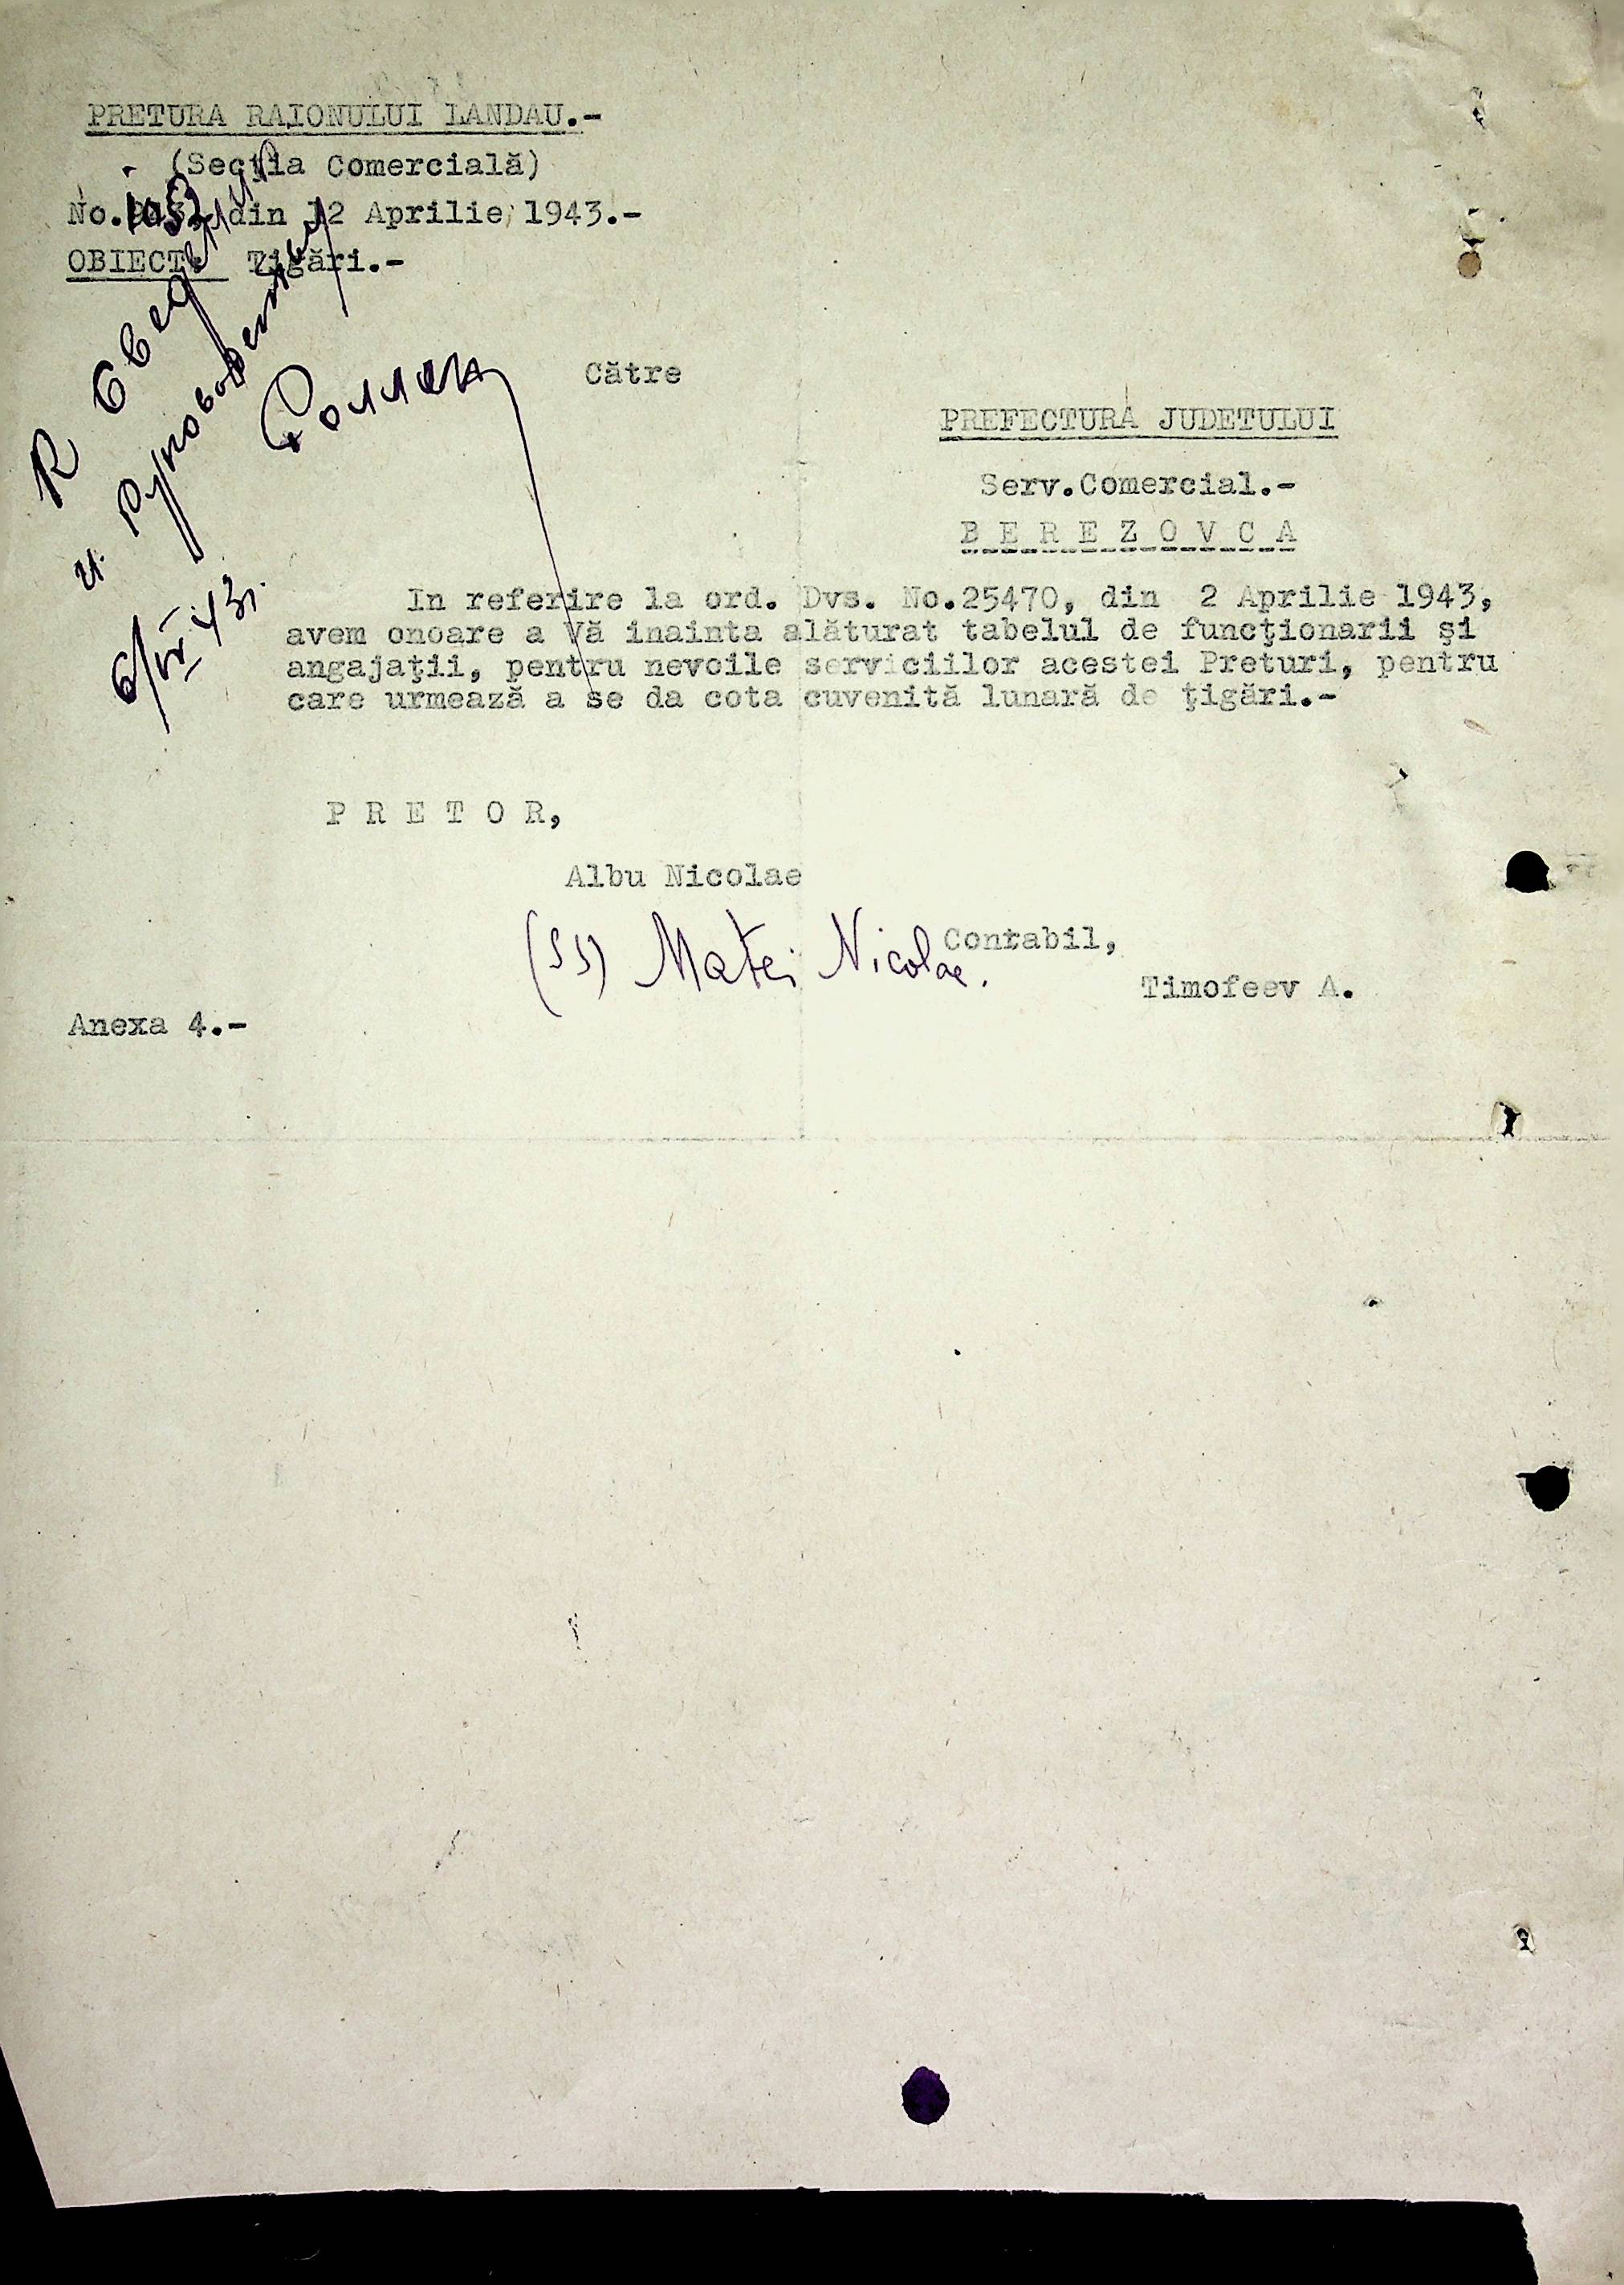 PRETURA RAIONULUI LANDAU.-
(Secţia Comercială)
No. 1052 din 12 Aprilie 1943.-
OBIECT: Ţigări.-
К сведению
и руководству
6/IV 43.
Către
PREFECTURA JUDETULUI
Serv.Comercial.-
B E R E Z O V C A
In referire la ord. Dvs. No.25470, din 2 Aprilie 1943,
avem onoare a Vă inainta alăturat tabelul de funcţionarii şi
angajaţii, pentru nevoile serviciilor acestei Preturi, pentru
care urmează a se da cota cuvenită lunară de ţigări.-
P R E T O R,
Albu Nicolae
(ss) Matei Nicolae.
Contabil,
Timofeev A.
Anexa 4.-